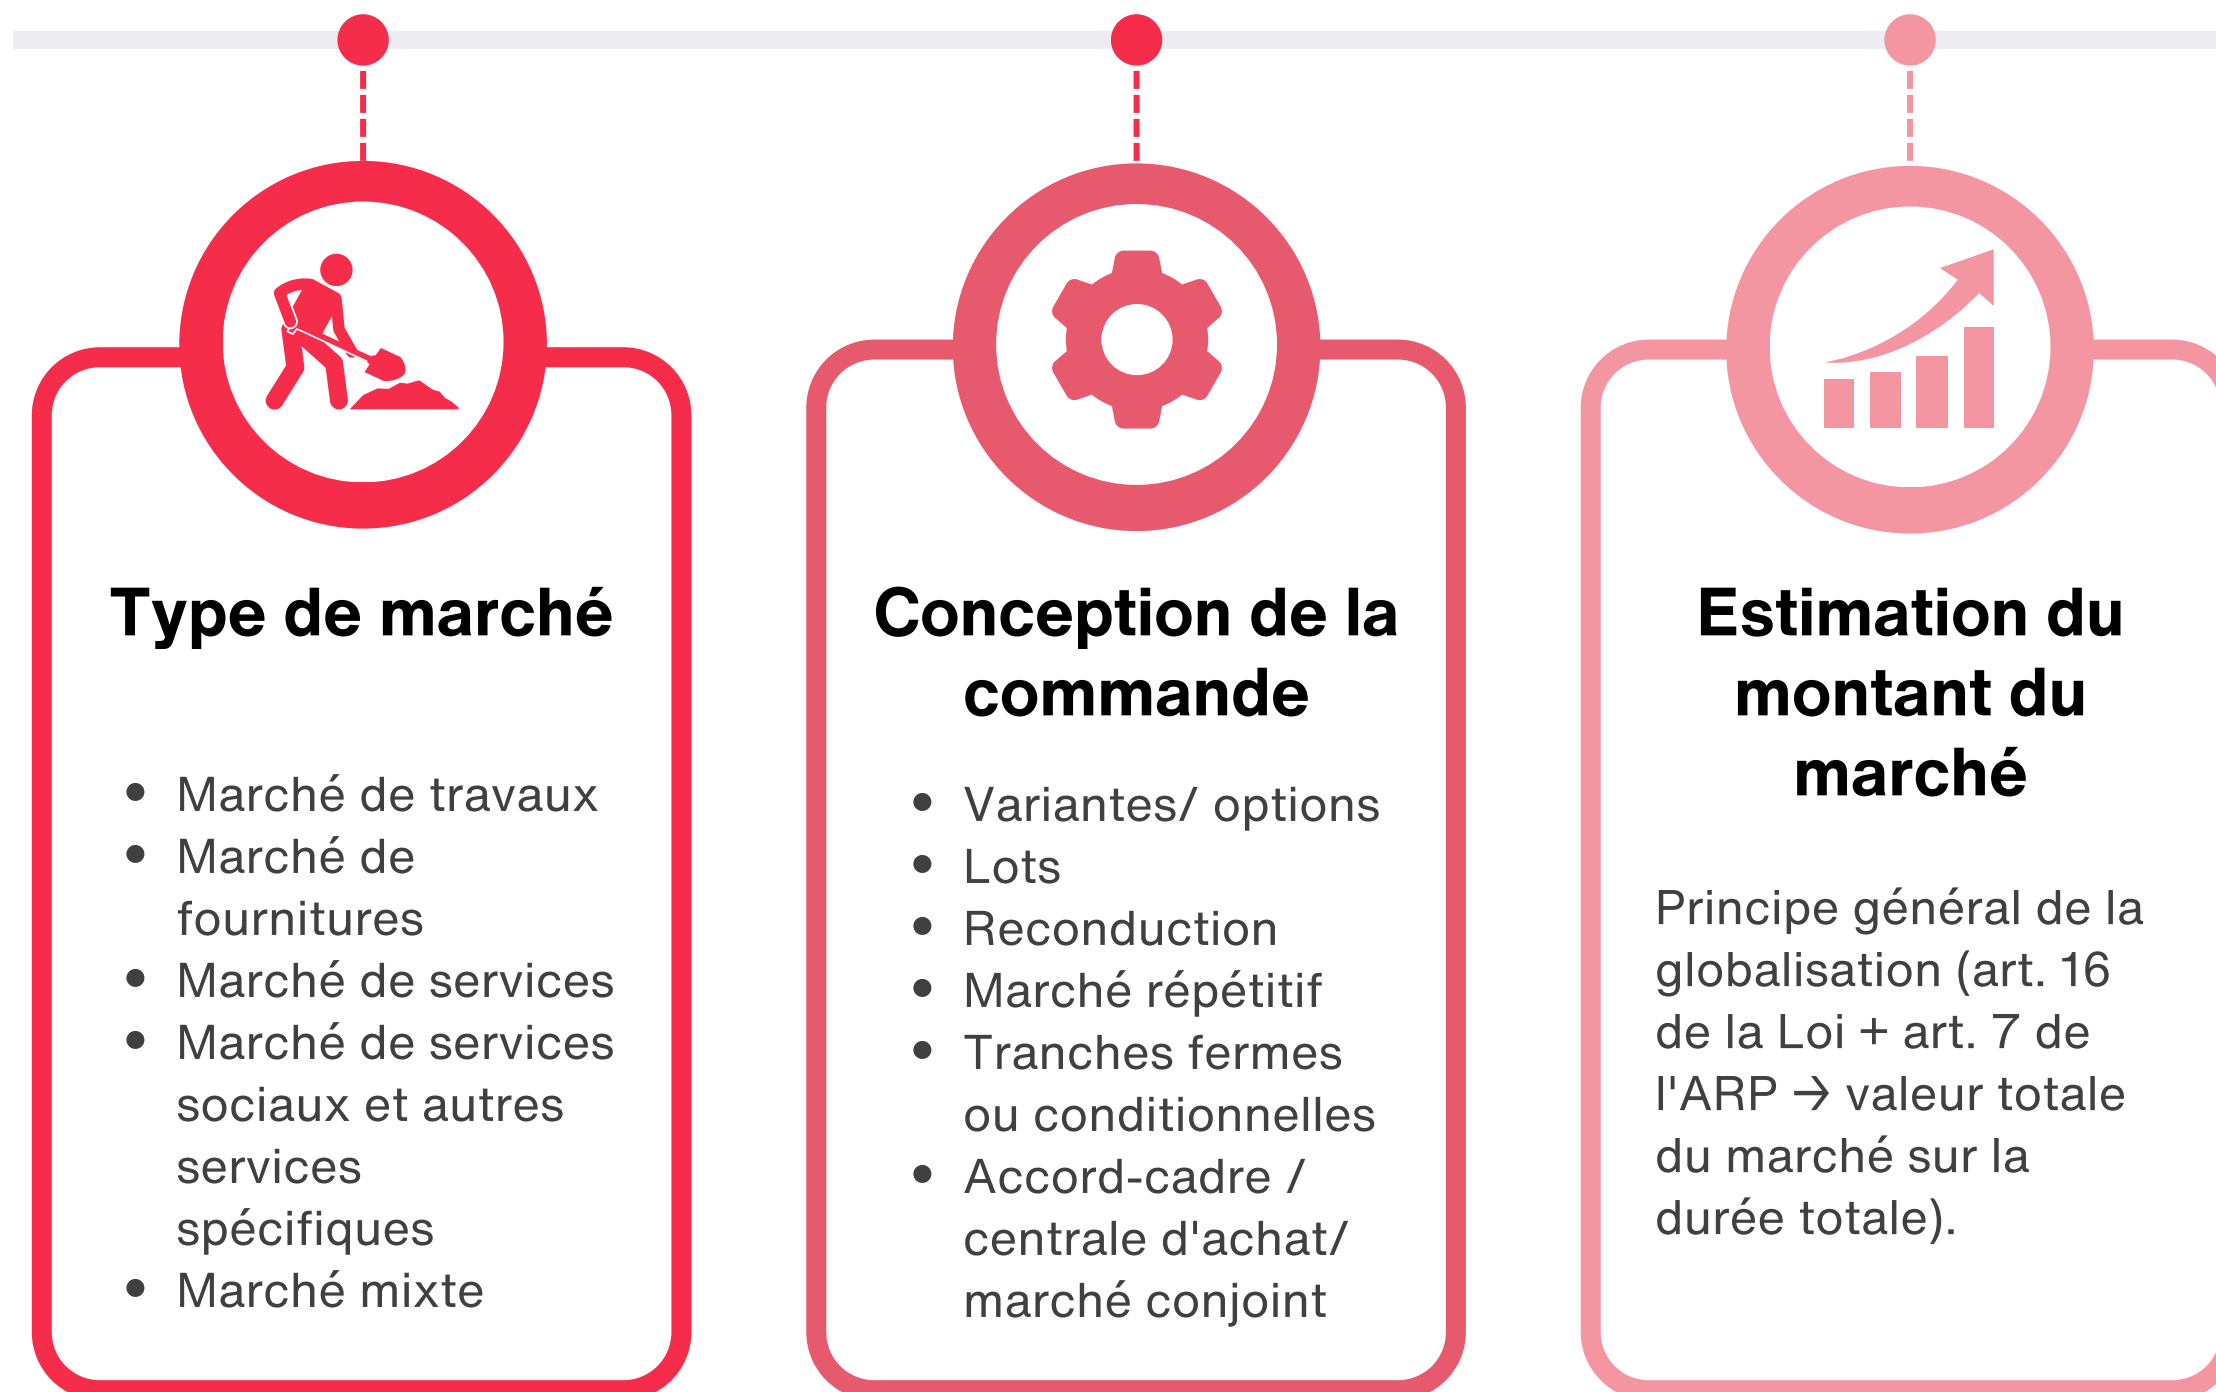 Type de marché
• Marché de travaux
• Marché de
fournitures
• Marché de services
• Marché de services
sociaux et autres
services
spécifiques
• Marché mixte
Conception de la
commande
• Variantes/ options
• Lots
• Reconduction
• Marché répétitif
• Tranches fermes
ou conditionnelles
• Accord-cadre /
centrale d'achat/
marché conjoint
Estimation du
montant du
marché
Principe général de la
globalisation (art. 16
de la Loi + art. 7 de
l'ARP → valeur totale
du marché sur la
durée totale).